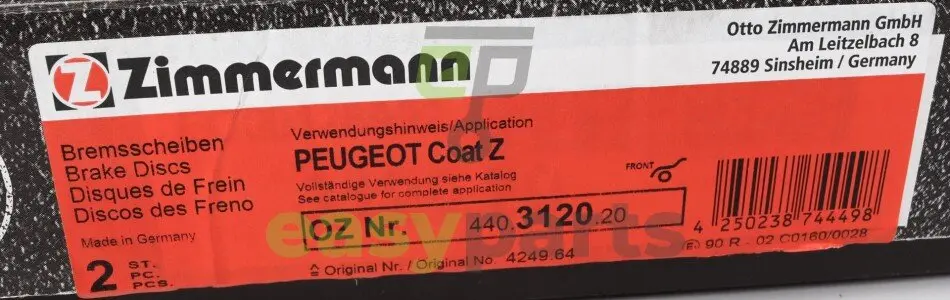 Otto Zimmermann GmbH
Am Leitzelbach 8
74889 Sinsheim / Germany
Z Zimmermann
Verwendungshinweis/Application
PEUGEOT Coat Z
Vollständige Verwendung siehe Katalog
See catalogue for complete application
Bremsscheiben
Brake Discs
Disques de Frein
Discos des Freno
Made in Germany
2 ST.
PC.
PCS.
FRONT
OZ Nr. 440.3120.20
Original Nr. / Original No. 4249.64
4 250238 744498
(E) 90 R - 02 C0160/0028
easyparts